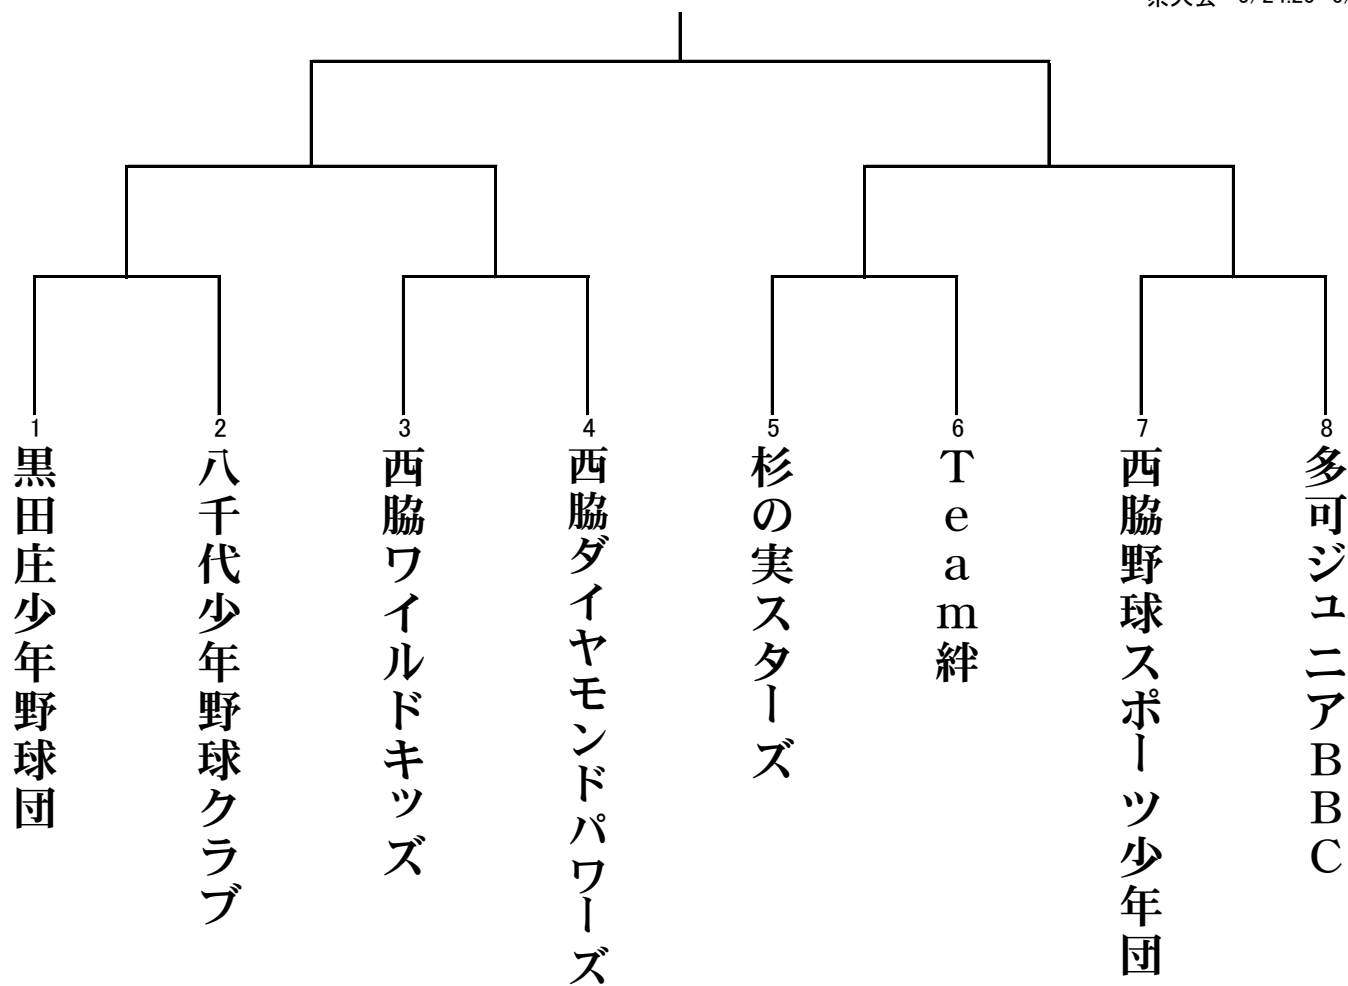 1
黒田庄少年野球団
2
八千代少年野球クラブ
3
西脇ワイルドキッズ
4
西脇ダイヤモンドパワーズ
5
杉の実スターズ
6
Team絆
7
西脇野球スポーツ少年団
8
多可ジュニアBBC